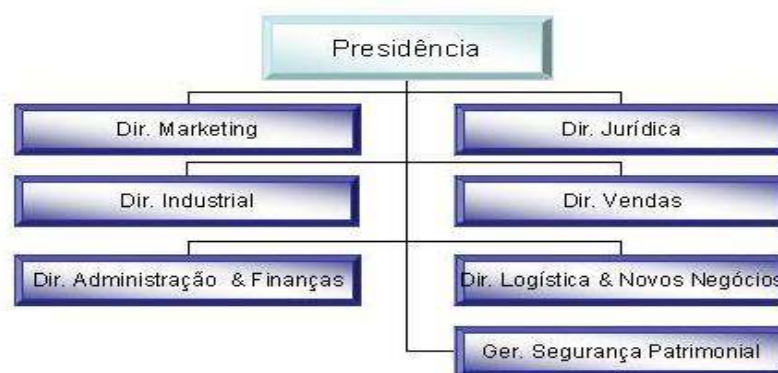 Presidência
Dir. Marketing
Dir. Jurídica
Dir. Industrial
Dir. Vendas
Dir. Administração & Finanças
Dir. Logística & Novos Negócios
Ger. Segurança Patrimonial